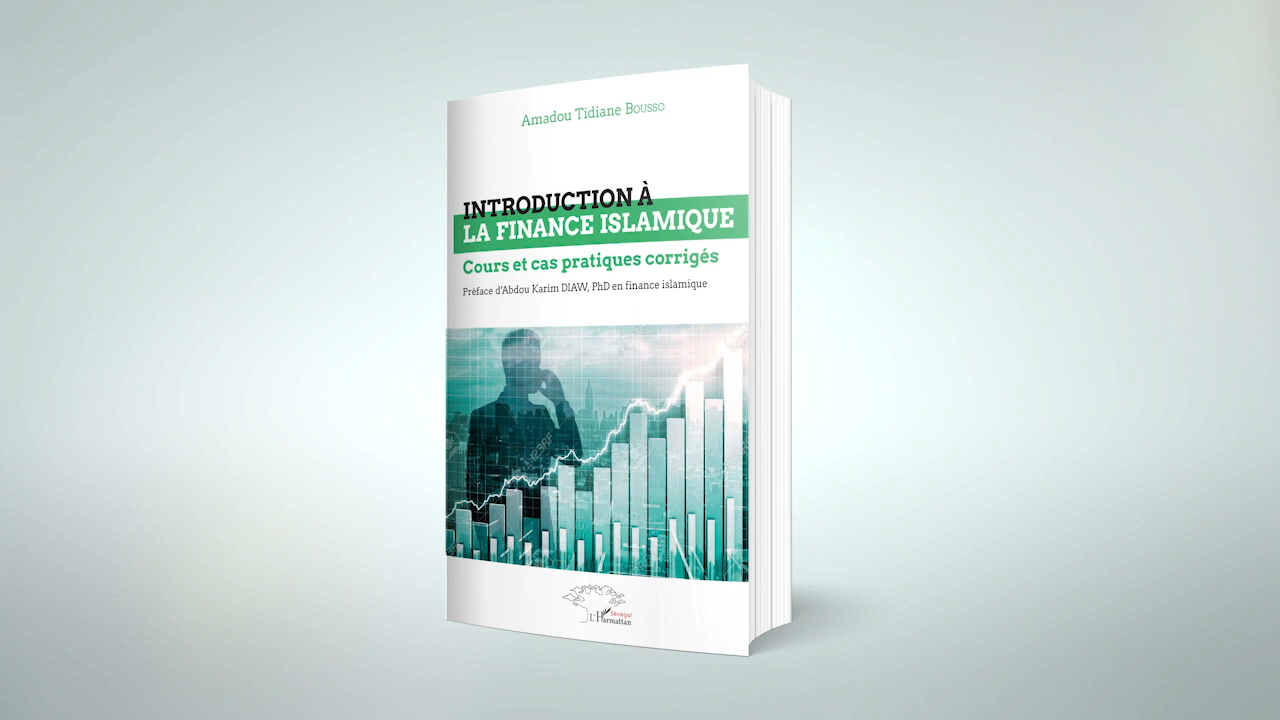 Amadou Tidiane BOUSSO
INTRODUCTION À
LA FINANCE ISLAMIQUE
Cours et cas pratiques corrigés
Préface d'Abdou Karim DIAW, PhD en finance islamique
123RF
Sénégal
L'Harmattan